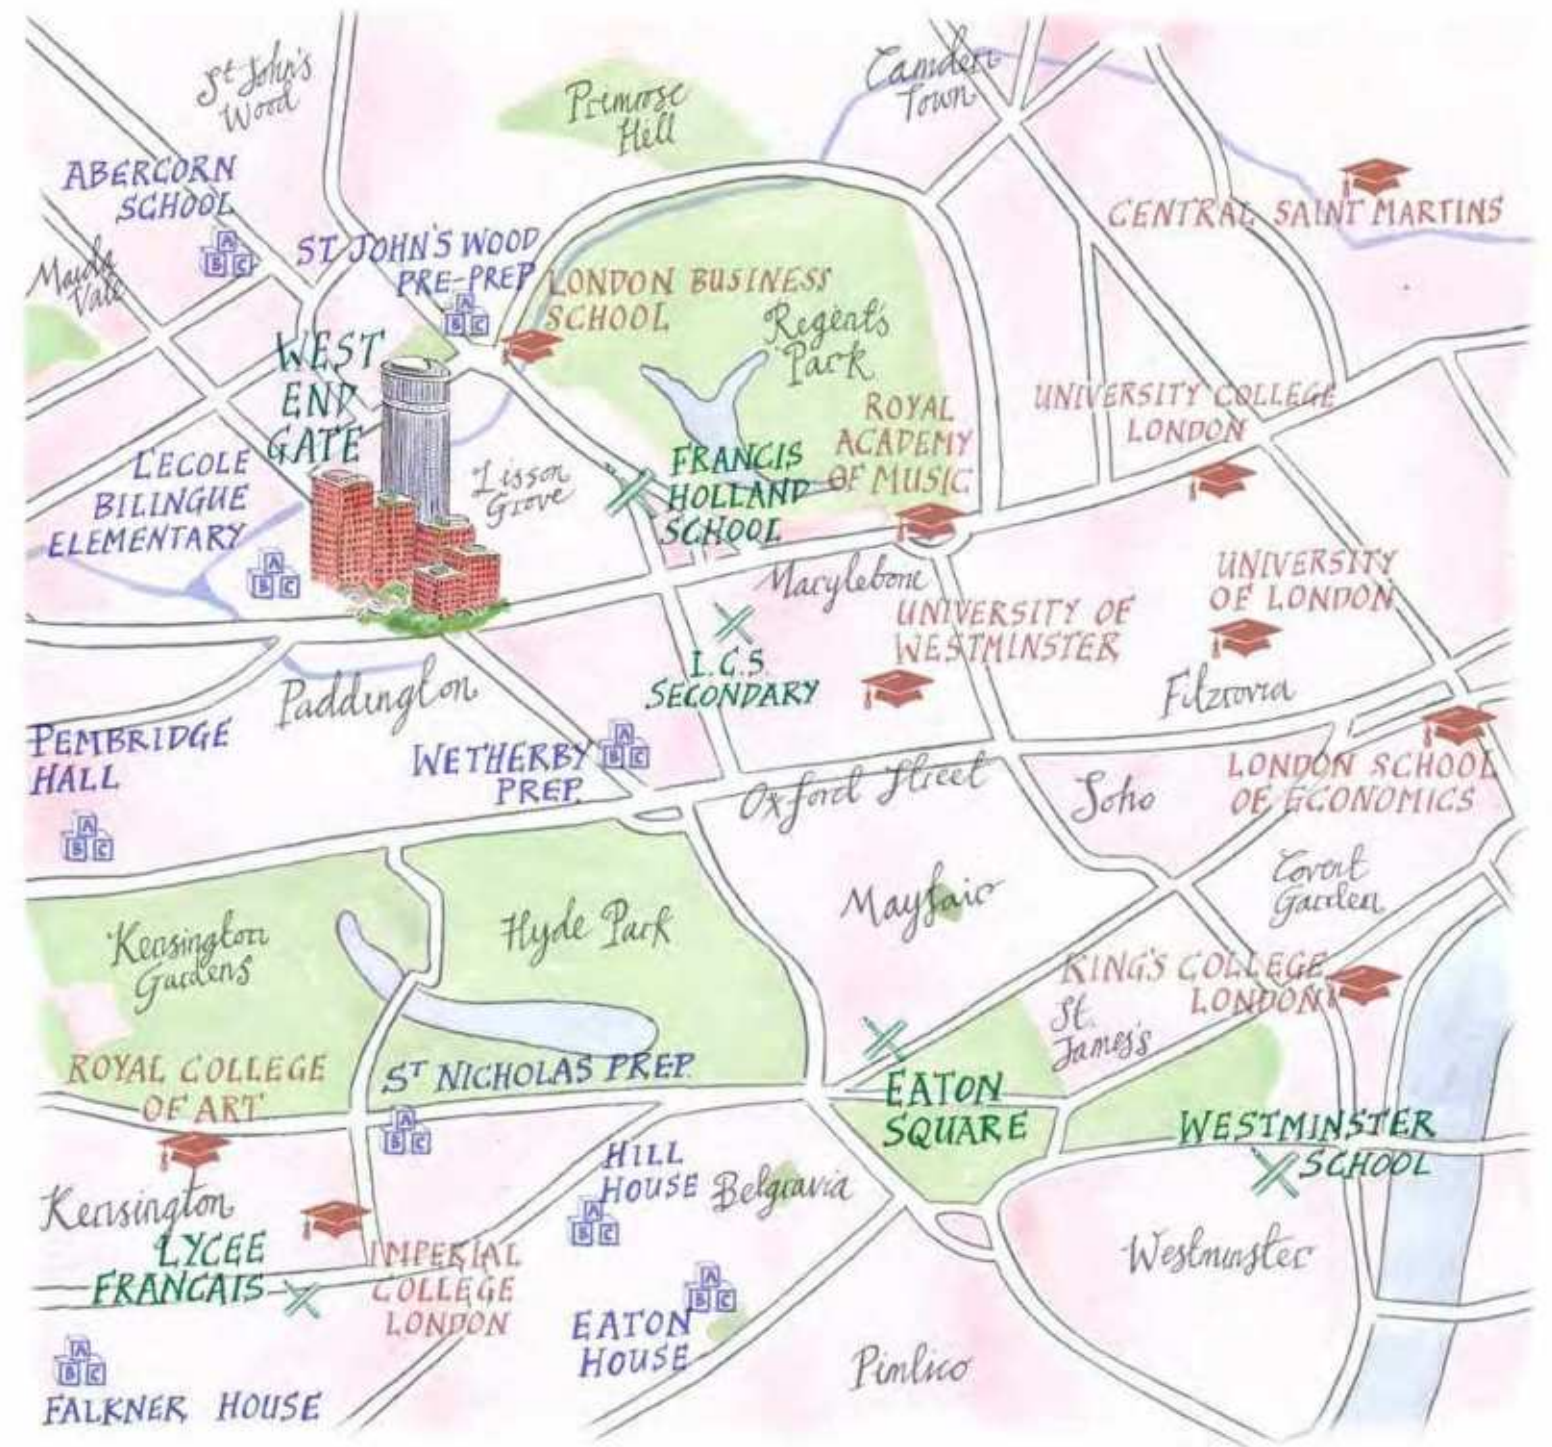 St John's
Wood
Primrose
Hill
Camden
Town
ABERCORN
SCHOOL
A
B C
Maida
Vale
ST JOHN'S WOOD
PRE-PREP
A
B C
CENTRAL SAINT MARTINS
LONDON BUSINESS
SCHOOL
Regent's
Park
WEST
END
GATE
ROYAL
ACADEMY
OF MUSIC
UNIVERSITY COLLEGE
LONDON
L'ECOLE
BILINGUE
ELEMENTARY
A
B C
Lisson
Grove
FRANCIS
HOLLAND
SCHOOL
Marylebone
UNIVERSITY
OF LONDON
UNIVERSITY OF
WESTMINSTER
I.C.S.
SECONDARY
Paddington
Fitzrovia
PEMBRIDGE
HALL
A
B C
WETHERBY
PREP.
A
B C
Oxford Street
Soho
LONDON SCHOOL
OF ECONOMICS
Mayfair
Covent
Garden
Kensington
Gardens
Hyde Park
KING'S COLLEGE
LONDON
St.
James's
ROYAL COLLEGE
OF ART
ST NICHOLAS PREP.
A
B C
EATON
SQUARE
WESTMINSTER
SCHOOL
HILL
HOUSE
A
B C
Belgravia
Kensington
LYCEE
FRANCAIS
IMPERIAL
COLLEGE
LONDON
Westminster
EATON
HOUSE
A
B C
Pimlico
A
B C
FALKNER HOUSE